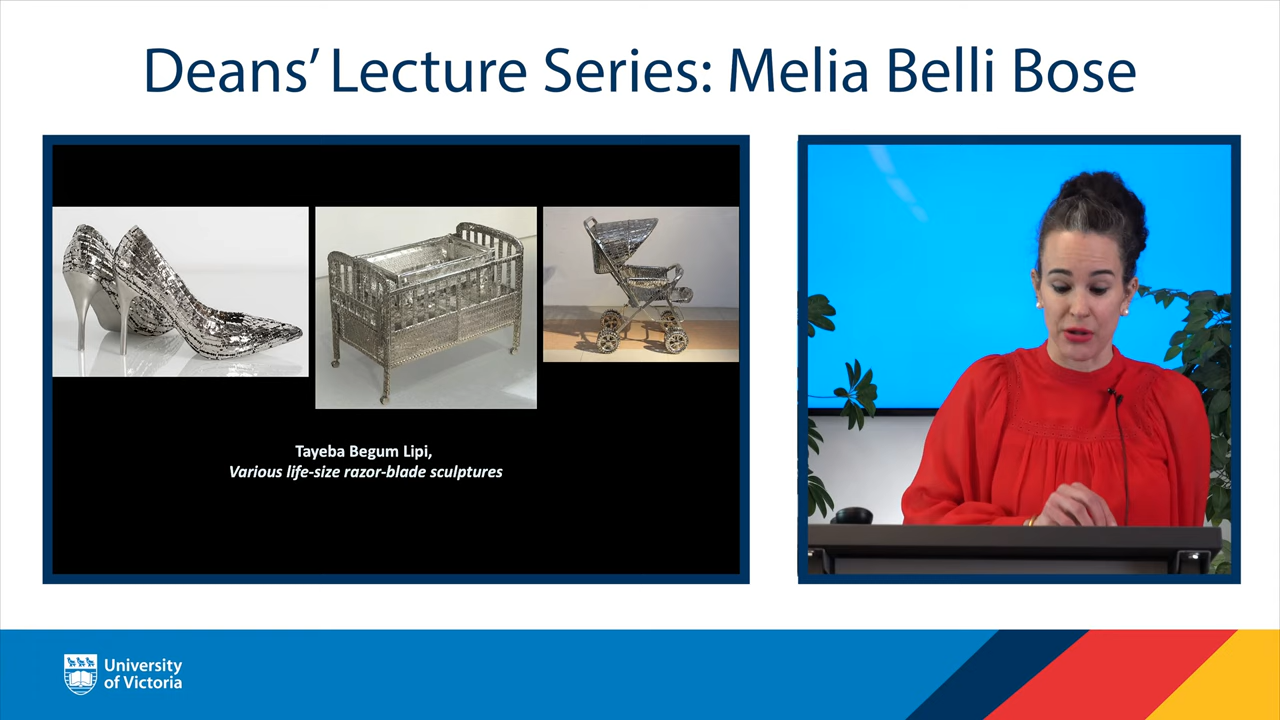 Deans’ Lecture Series: Melia Belli Bose
Tayeba Begum Lipi,
Various life-size razor-blade sculptures
University
of Victoria